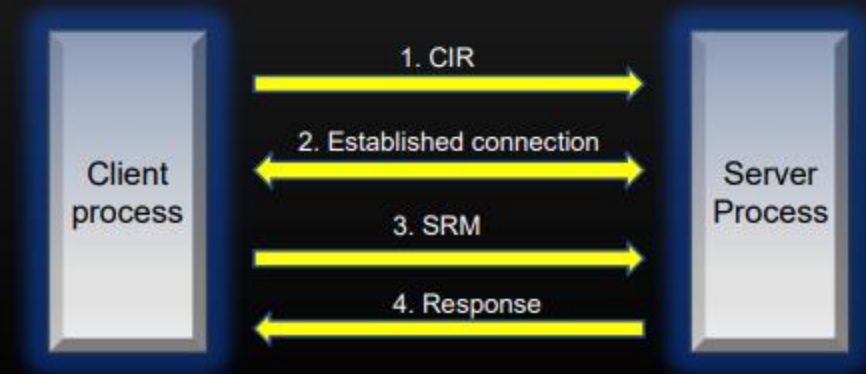 1. CIR
2. Established connection
Client
process
Server
Process
3. SRM
4. Response